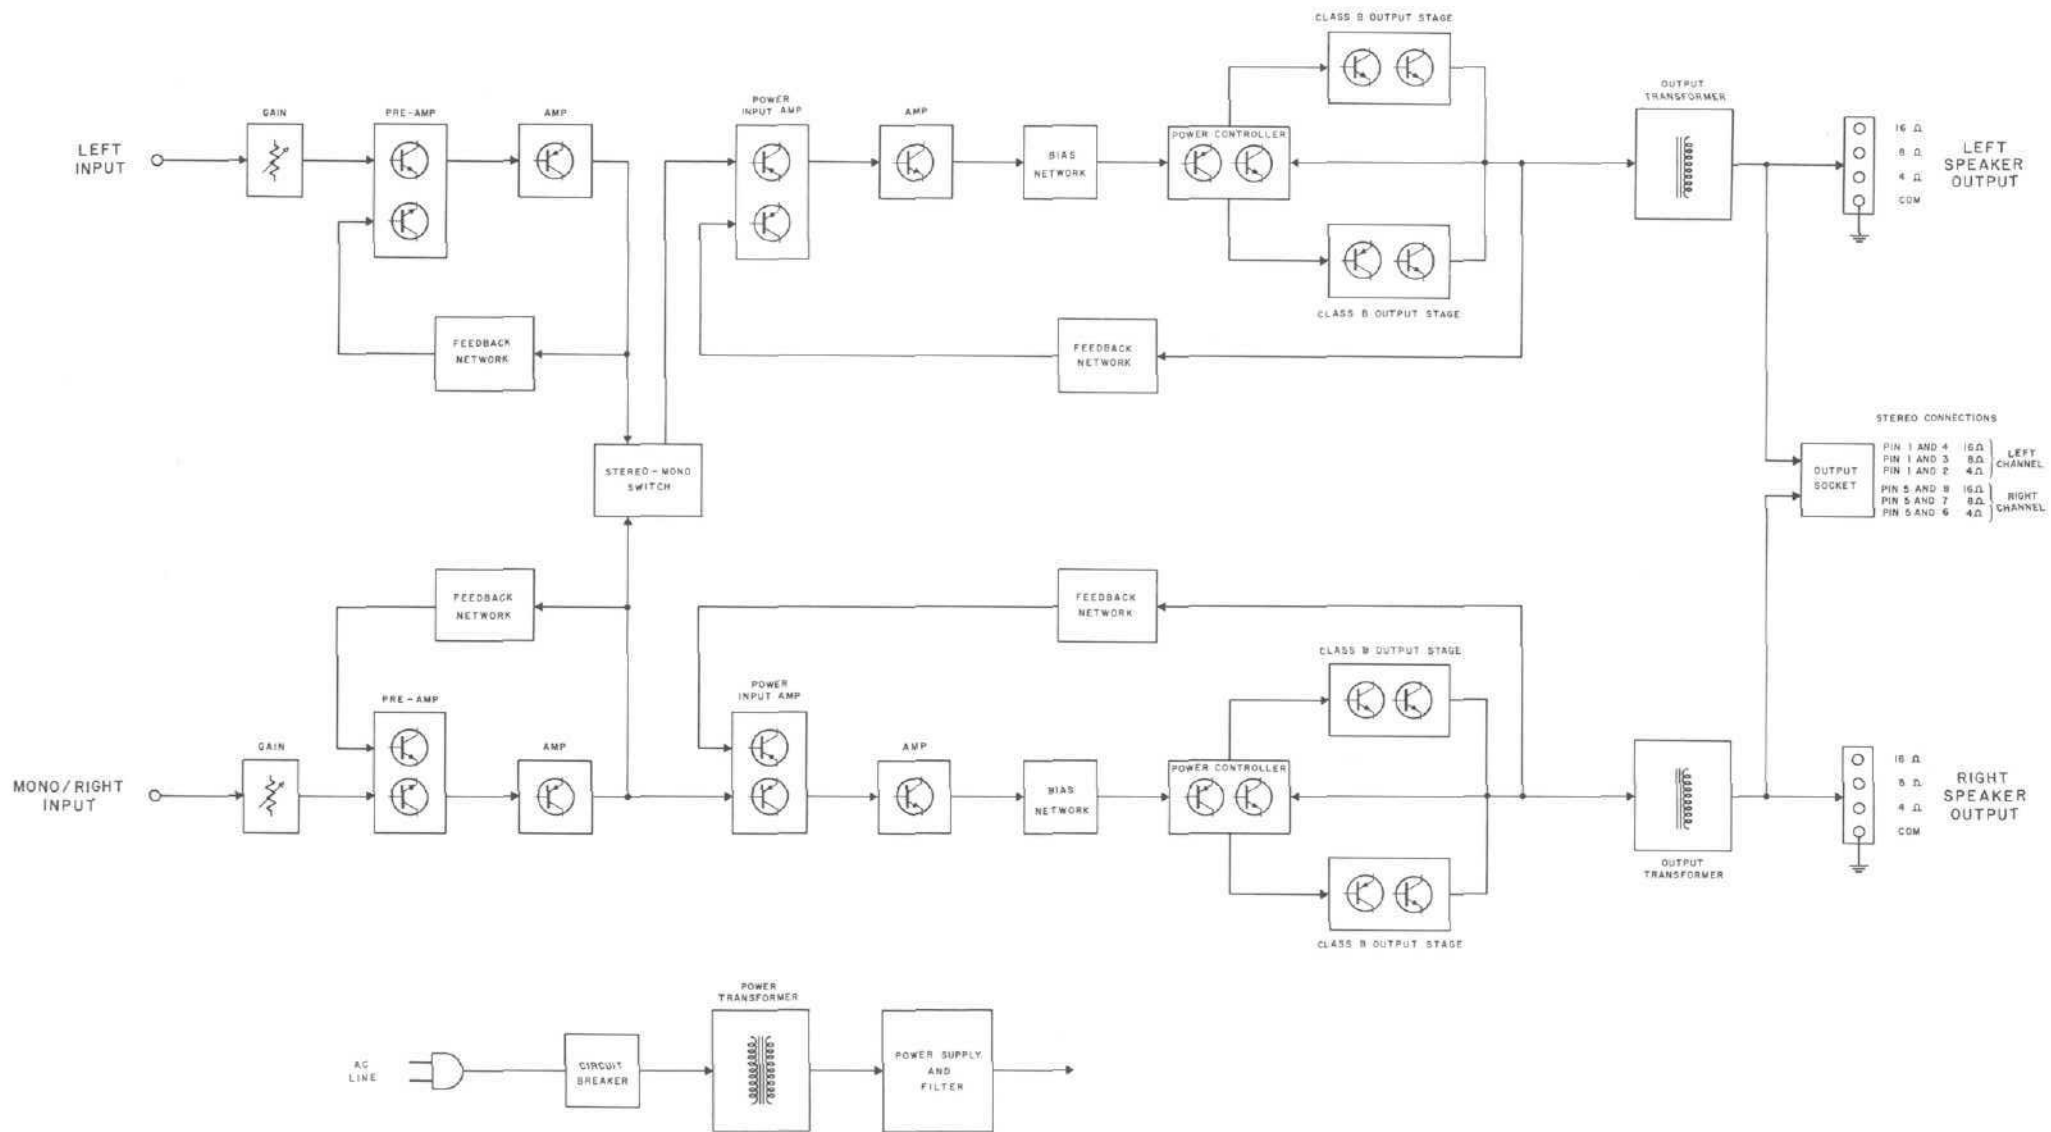 CLASS B OUTPUT STAGE
OUTPUT
TRANSFORMER
POWER
INPUT AMP
GAIN
PRE-AMP
AMP
AMP
POWER CONTROLLER
LEFT
INPUT
BIAS
NETWORK
16 Ω
8 Ω
4 Ω
COM
LEFT
SPEAKER
OUTPUT
CLASS B OUTPUT STAGE
FEEDBACK
NETWORK
FEEDBACK
NETWORK
STEREO-MONO
SWITCH
STEREO CONNECTIONS
OUTPUT
SOCKET
PIN 1 AND 4 16Ω
PIN 1 AND 3 8Ω
PIN 1 AND 2 4Ω
LEFT
CHANNEL
PIN 5 AND 8 16Ω
PIN 5 AND 7 8Ω
PIN 5 AND 6 4Ω
RIGHT
CHANNEL
FEEDBACK
NETWORK
FEEDBACK
NETWORK
CLASS B OUTPUT STAGE
POWER
INPUT AMP
PRE-AMP
GAIN
AMP
AMP
POWER CONTROLLER
MONO/RIGHT
INPUT
BIAS
NETWORK
16 Ω
8 Ω
4 Ω
COM
RIGHT
SPEAKER
OUTPUT
OUTPUT
TRANSFORMER
CLASS B OUTPUT STAGE
POWER
TRANSFORMER
AC
LINE
CIRCUIT
BREAKER
POWER SUPPLY
AND
FILTER